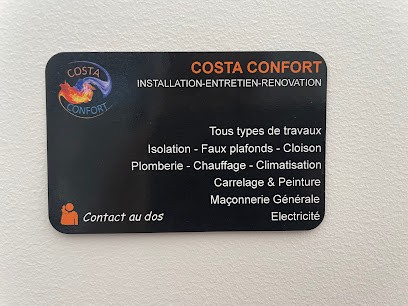 COSTA
CONFORT
COSTA CONFORT
INSTALLATION-ENTRETIEN-RENOVATION
Tous types de travaux
Isolation - Faux plafonds - Cloison
Plomberie - Chauffage - Climatisation
Carrelage & Peinture
Maçonnerie Générale
Contact au dos
Electricité